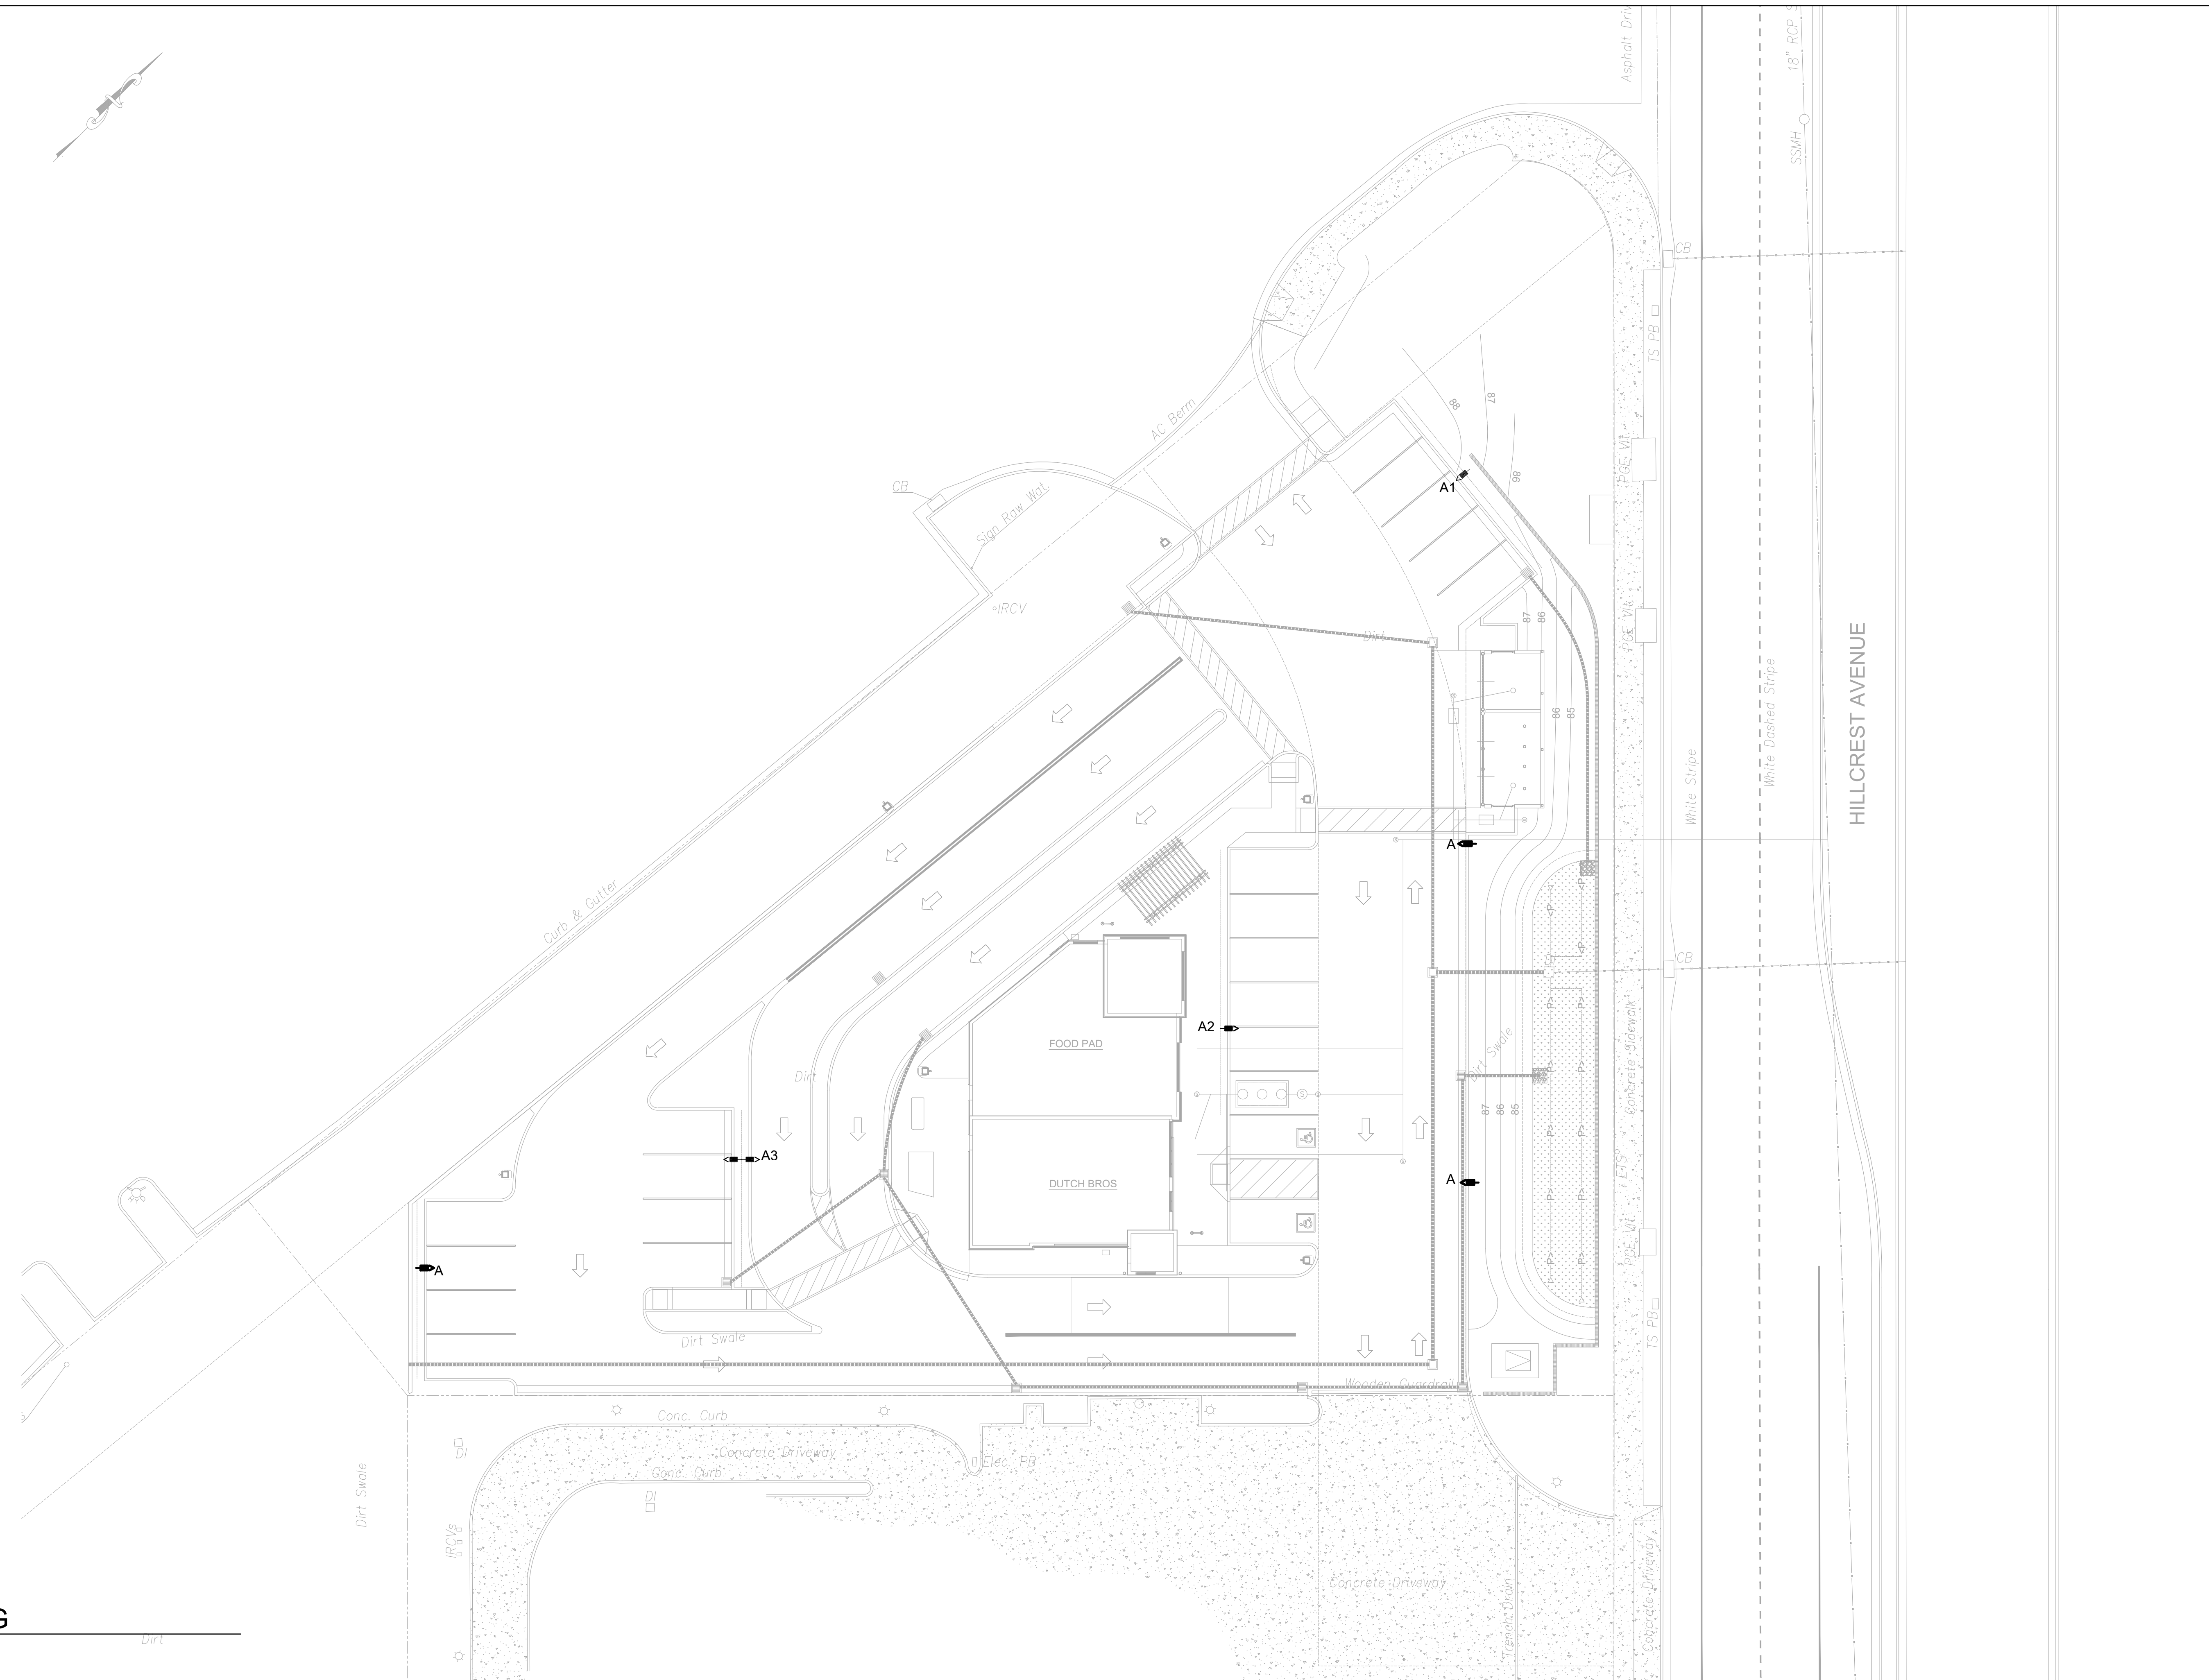 Asphalt Driv
18" RCP S
SSMH
CB
TS PB
AC Berm
88
87
86
CB
PGE Vlt.
A1
Sign Raw Wat.
IRCV
Dirt
87
86
PGE Vlt.
HILLCREST AVENUE
White Dashed Stripe
White Stripe
86
85
Curb & Gutter
A
CB
DI
A2
FOOD PAD
Dirt Swale
Concrete Sidewalk
Dirt
87
86
85
S
A3
DUTCH BROS
A
A
TS PB
Dirt Swale
Wooden Guardrail
Conc. Curb
DI
Concrete Driveway
Elec. PB
Conc. Curb
DI
Dirt Swale
IRCVs
Concrete Driveway
Trench Drain
Concrete Driveway
G
Dirt